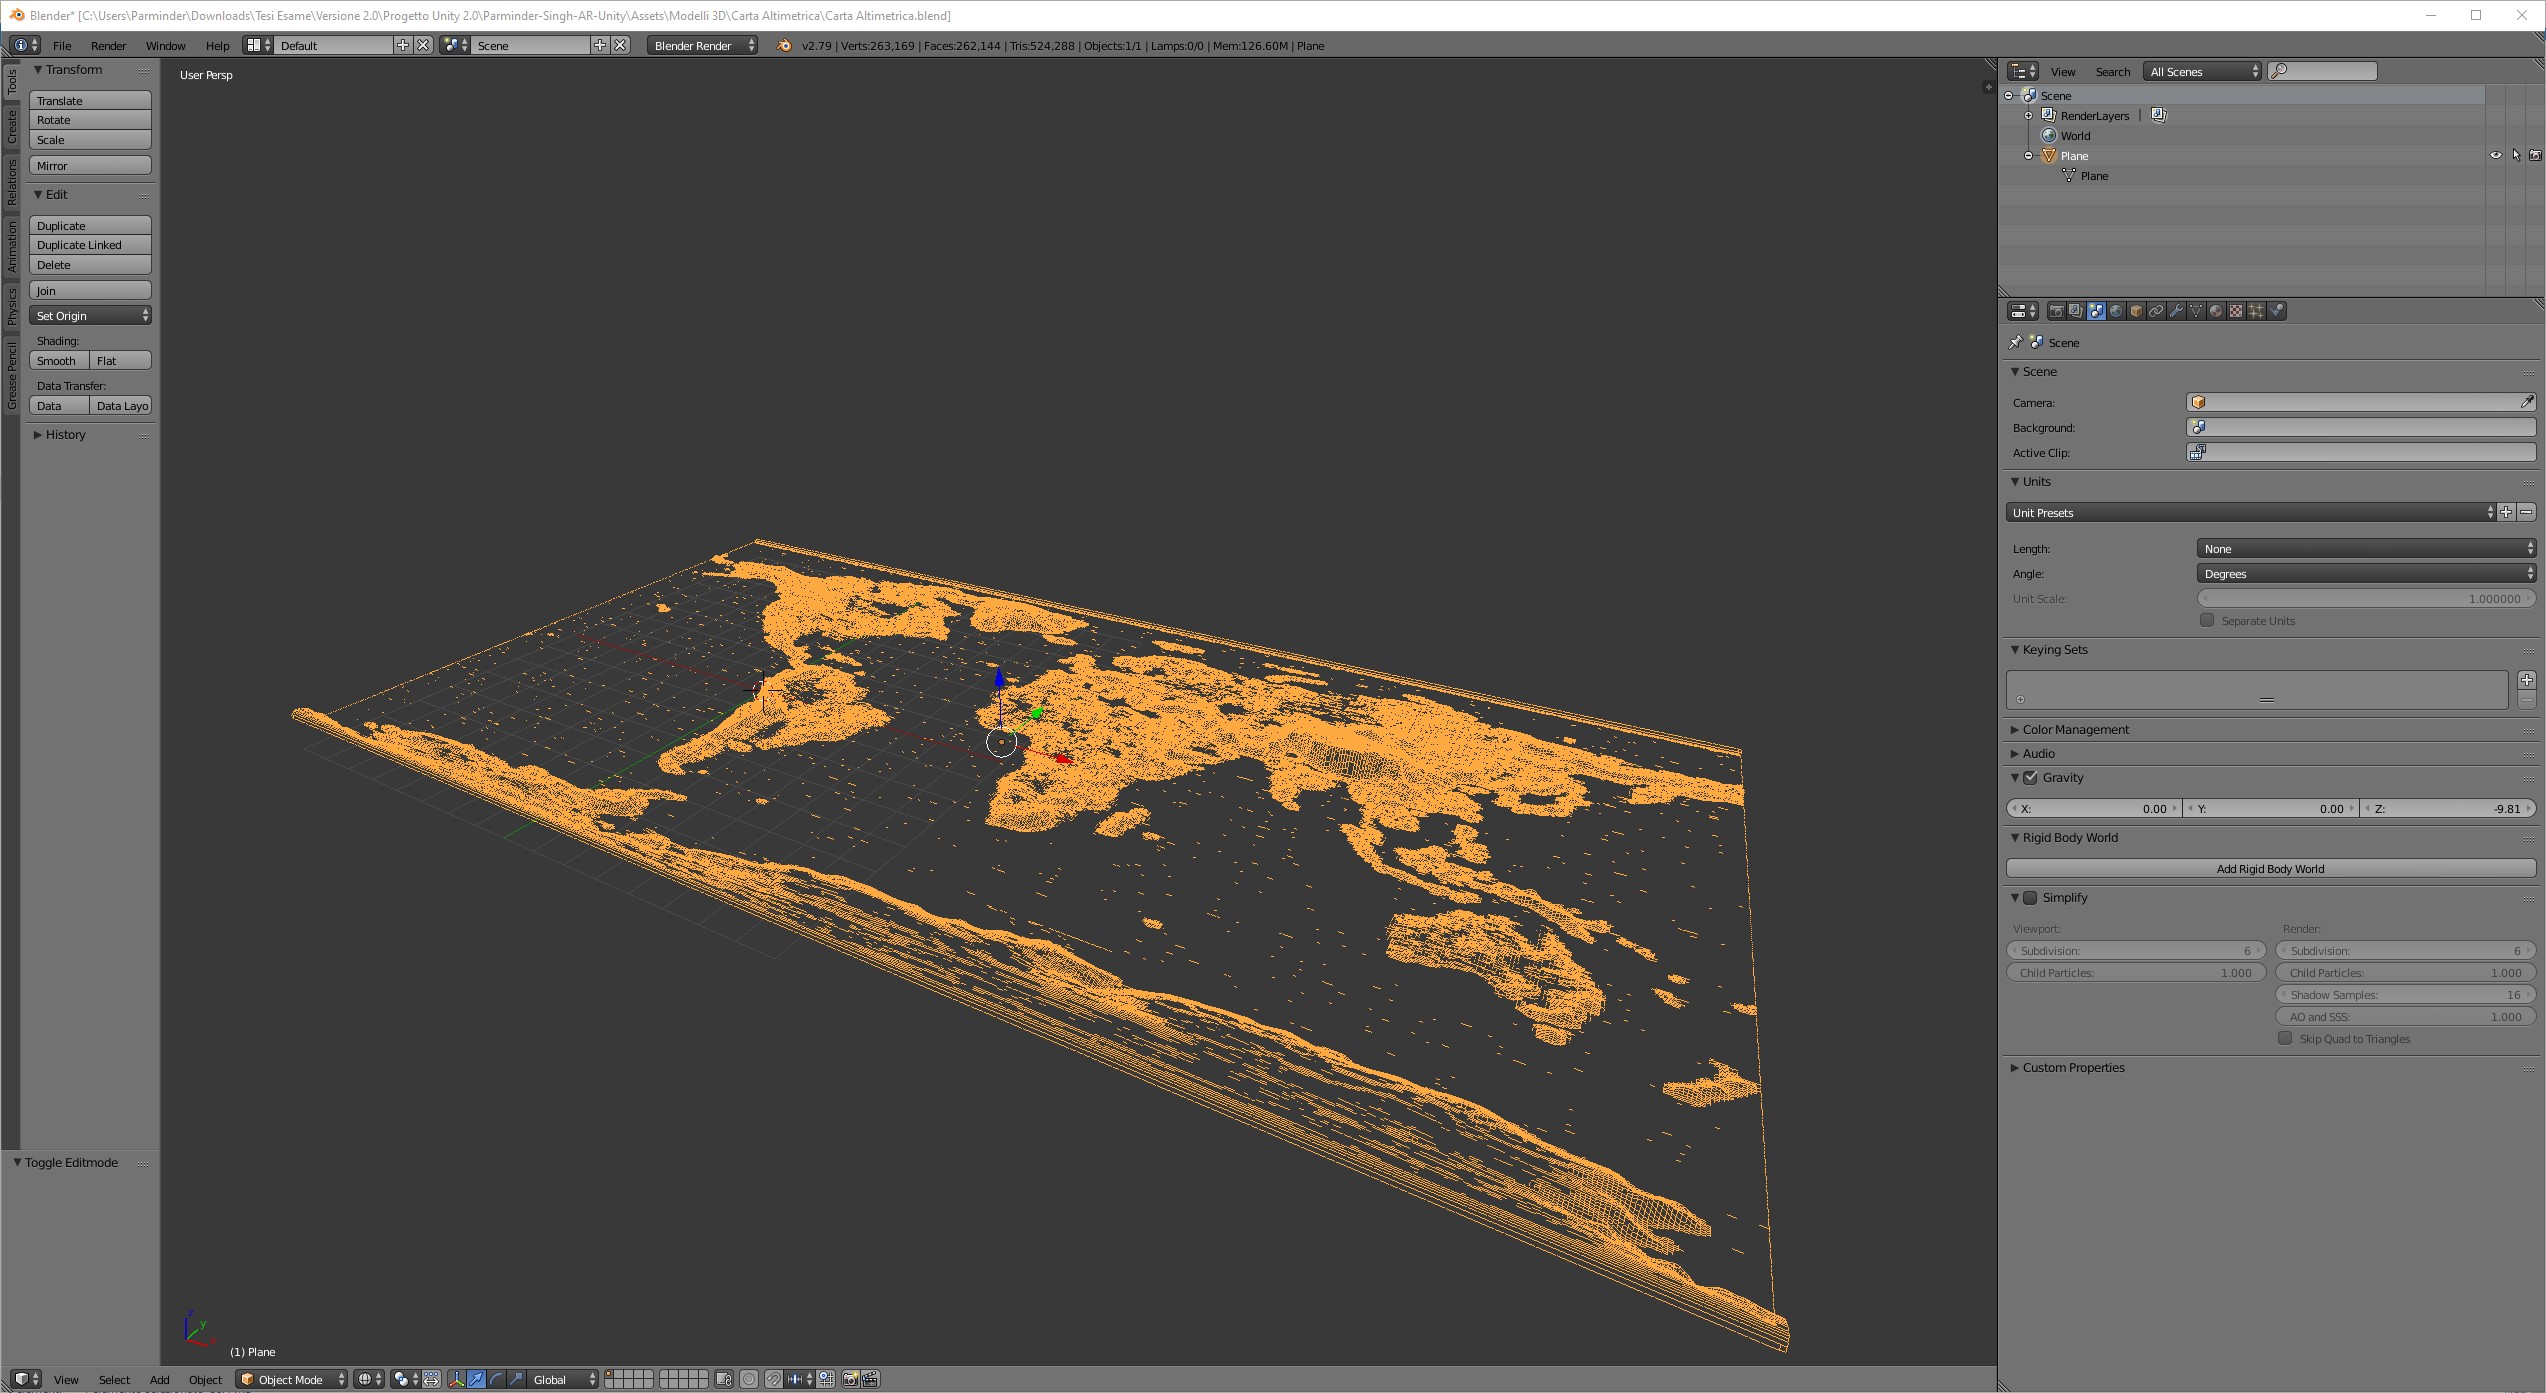 Blender* [C:\Users\Parminder\Downloads\Tesi Esame\Versione 2.0\Progetto Unity 2.0\Parminder-Singh-AR-Unity\Assets\Modelli 3D\Carta Altimetrica\Carta Altimetrica.blend]
File Render Window Help Default Scene Blender Render v2.79 | Verts:263,169 | Faces:262,144 | Tris:524,288 | Objects:1/1 | Lamps:0/0 | Mem:126.60M | Plane
Tools
Create
Relations
Animation
Physics
Grease Pencil
Transform
Translate
Rotate
Scale
Mirror
Edit
Duplicate
Duplicate Linked
Delete
Join
Set Origin
Shading:
Smooth Flat
Data Transfer:
Data Data Layo
History
Toggle Editmode
User Persp
z
y
x
(1) Plane
View Select Add Object Object Mode Global
View Search All Scenes
Scene
RenderLayers |
World
Plane
Plane
Scene
Scene
Camera:
Background:
Active Clip:
Units
Unit Presets
Length: None
Angle: Degrees
Unit Scale: 1.000000
Separate Units
Keying Sets
Color Management
Audio
Gravity
X: 0.00 Y: 0.00 Z: -9.81
Rigid Body World
Add Rigid Body World
Simplify
Viewport: Render:
Subdivision: 6 Subdivision: 6
Child Particles: 1.000 Child Particles: 1.000
Shadow Samples: 16
AO and SSS: 1.000
Skip Quad to Triangles
Custom Properties